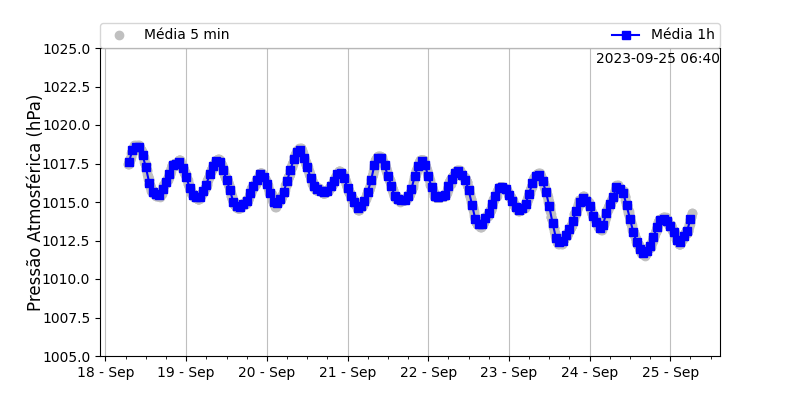 Média 5 min
Média 1h
2023-09-25 06:40
Pressão Atmosférica (hPa)
1025.0
1022.5
1020.0
1017.5
1015.0
1012.5
1010.0
1007.5
1005.0
18 - Sep
19 - Sep
20 - Sep
21 - Sep
22 - Sep
23 - Sep
24 - Sep
25 - Sep